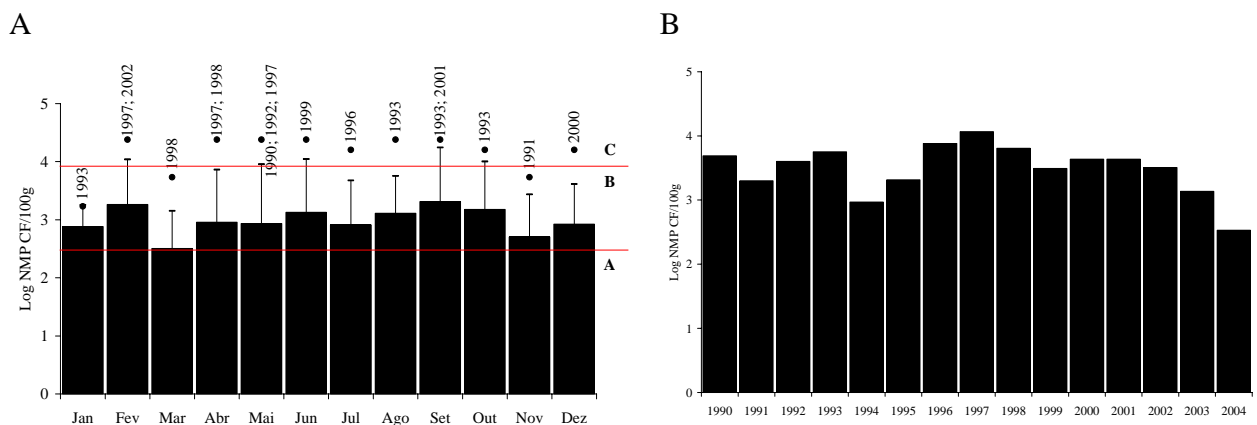 A
Log NMP CF/100g
5
4
3
2
1
0
1993
1997; 2002
1998
1997; 1998
1990; 1992; 1997
1999
1996
1993
1993; 2001
1993
1991
2000
C
B
A
Jan Fev Mar Abr Mai Jun Jul Ago Set Out Nov Dez
B
Log NMP CF/100g
5
4
3
2
1
0
1990 1991 1992 1993 1994 1995 1996 1997 1998 1999 2000 2001 2002 2003 2004